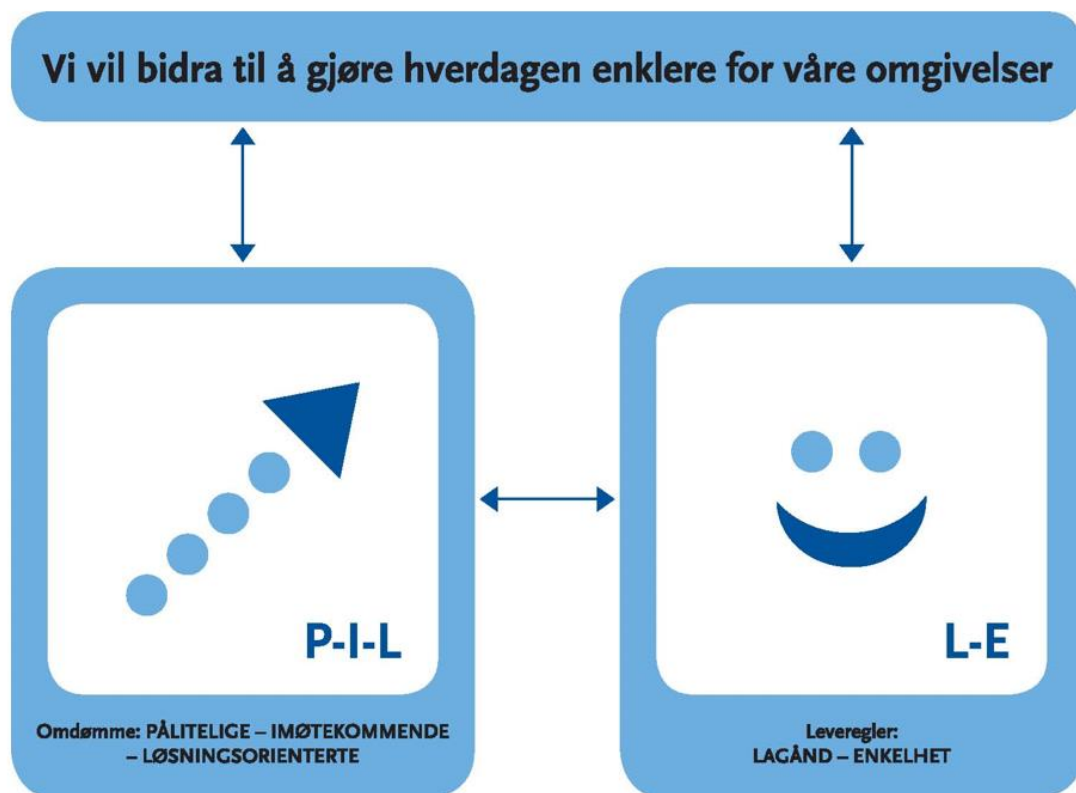 Vi vil bidra til å gjøre hverdagen enklere for våre omgivelser
P-I-L
Omdømme: PÅLITELIGE – IMØTEKOMMENDE
– LØSNINGSORIENTERTE
L-E
Leveregler:
LAGÅND – ENKELHET